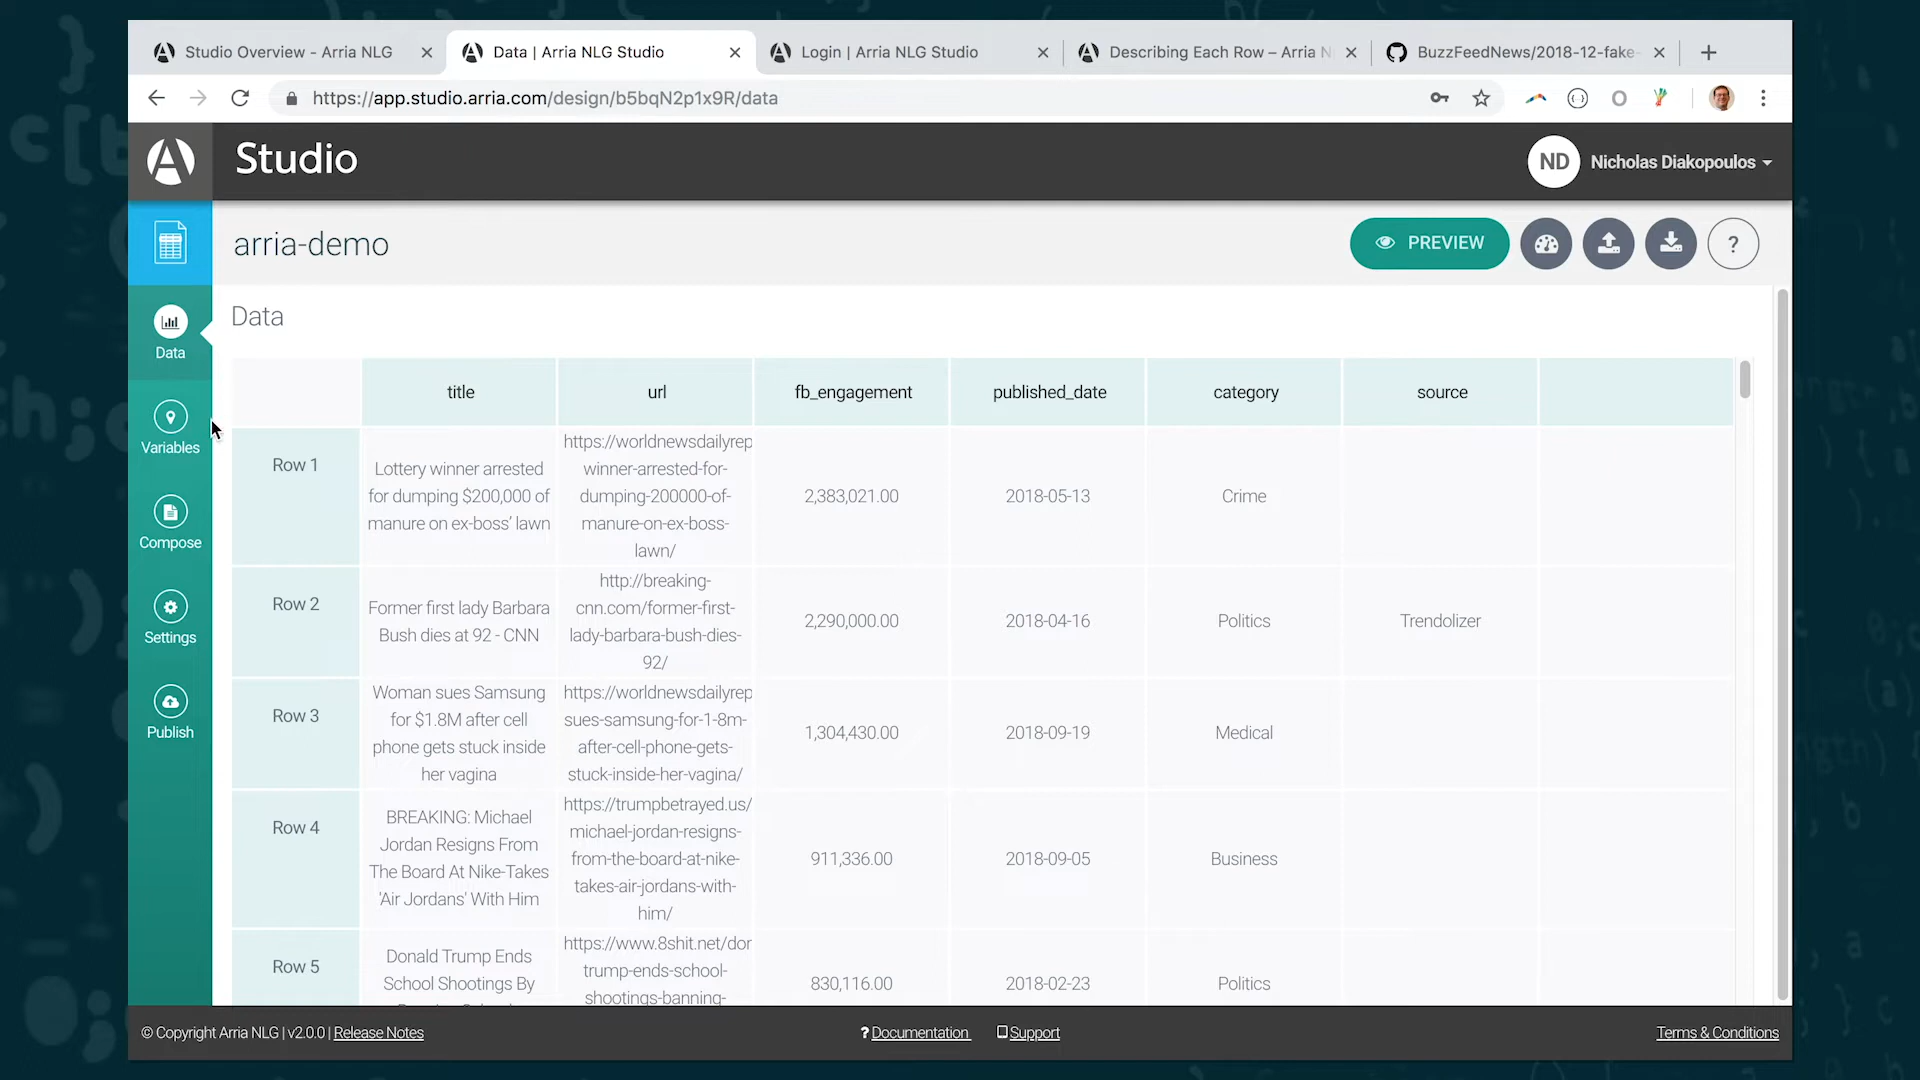 Studio Overview - Arria NLG
Data | Arria NLG Studio
Login | Arria NLG Studio
Describing Each Row – Arria N
BuzzFeedNews/2018-12-fake-
https://app.studio.arria.com/design/b5bqN2p1x9R/data
Studio
ND
Nicholas Diakopoulos
arria-demo
PREVIEW
?
Data
Variables
Compose
Settings
Publish
Data
title
url
fb_engagement
published_date
category
source
Row 1
Lottery winner arrested
for dumping $200,000 of
manure on ex-boss’ lawn
https://worldnewsdailyrep
winner-arrested-for-
dumping-200000-of-
manure-on-ex-boss-
lawn/
2,383,021.00
2018-05-13
Crime
Row 2
Former first lady Barbara
Bush dies at 92 - CNN
http://breaking-
cnn.com/former-first-
lady-barbara-bush-dies-
92/
2,290,000.00
2018-04-16
Politics
Trendolizer
Row 3
Woman sues Samsung
for $1.8M after cell
phone gets stuck inside
her vagina
https://worldnewsdailyrep
sues-samsung-for-1-8m-
after-cell-phone-gets-
stuck-inside-her-vagina/
1,304,430.00
2018-09-19
Medical
Row 4
BREAKING: Michael
Jordan Resigns From
The Board At Nike-Takes
'Air Jordans' With Him
https://trumpbetrayed.us/
michael-jordan-resigns-
from-the-board-at-nike-
takes-air-jordans-with-
him/
911,336.00
2018-09-05
Business
Row 5
Donald Trump Ends
School Shootings By
https://www.8shit.net/dor
trump-ends-school-
shootings-banning-
830,116.00
2018-02-23
Politics
© Copyright Arria NLG | v2.0.0 | Release Notes
? Documentation
Support
Terms & Conditions